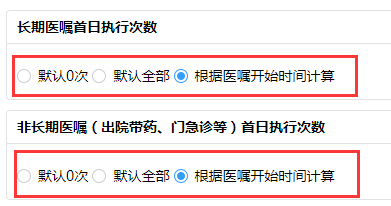 长期医嘱首日执行次数
默认0次 默认全部 根据医嘱开始时间计算
非长期医嘱（出院带药、门急诊等）首日执行次数
默认0次 默认全部 根据医嘱开始时间计算